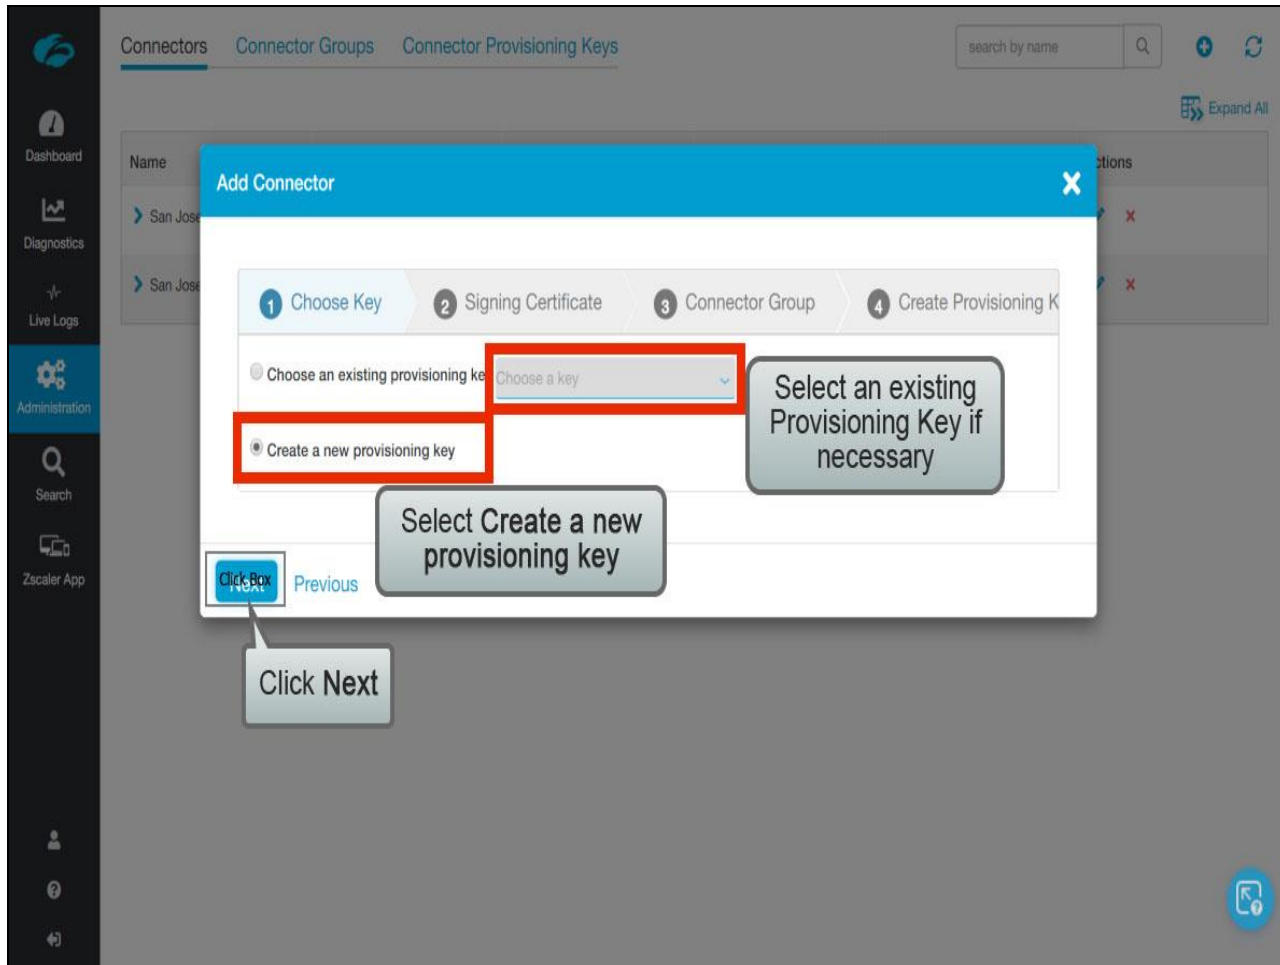 Connectors
Connector Groups
Connector Provisioning Keys
search by name
Expand All
Dashboard
Diagnostics
Live Logs
Administration
Search
Zscaler App
Name
ctions
San Jose
San Jose
Add Connector
1 Choose Key
2 Signing Certificate
3 Connector Group
4 Create Provisioning K
Choose an existing provisioning ke
Choose a key
Select an existing
Provisioning Key if
necessary
Create a new provisioning key
Select Create a new
provisioning key
Click Box
Next
Previous
Click Next